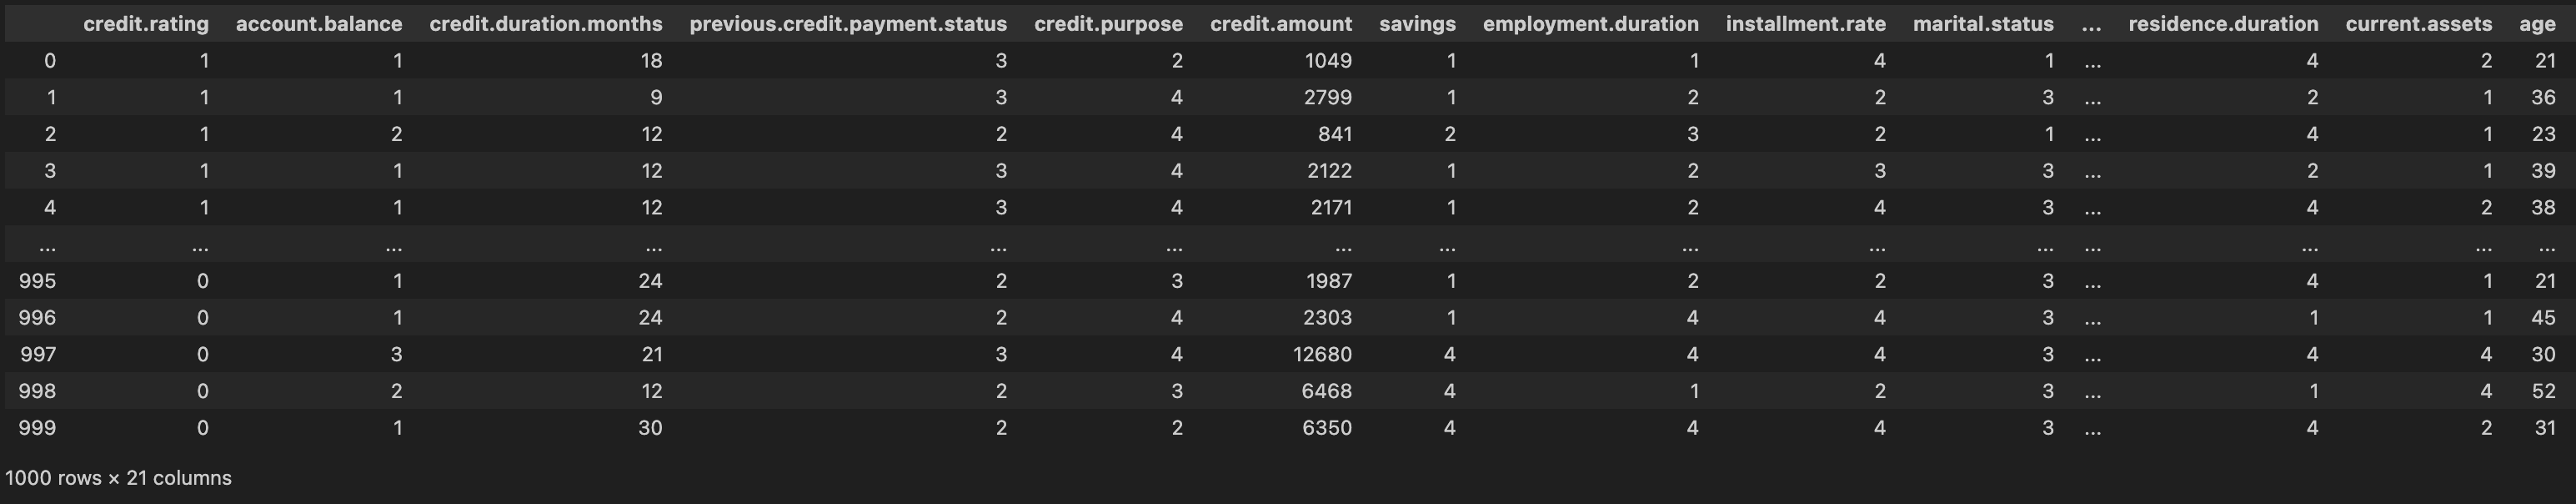 credit.rating account.balance credit.duration.months previous.credit.payment.status credit.purpose credit.amount savings employment.duration installment.rate marital.status ... residence.duration current.assets age
0 1 1 18 3 2 1049 1 1 4 1 ... 4 2 21
1 1 1 9 3 4 2799 1 2 2 3 ... 2 1 36
2 1 2 12 2 4 841 2 3 2 1 ... 4 1 23
3 1 1 12 3 4 2122 1 2 3 3 ... 2 1 39
4 1 1 12 3 4 2171 1 2 4 3 ... 4 2 38
... ... ... ... ... ... ... ... ... ... ... ... ... ... ...
995 0 1 24 2 3 1987 1 2 2 3 ... 4 1 21
996 0 1 24 2 4 2303 1 4 4 3 ... 1 1 45
997 0 3 21 3 4 12680 4 4 4 3 ... 4 4 30
998 0 2 12 2 3 6468 4 1 2 3 ... 1 4 52
999 0 1 30 2 2 6350 4 4 4 3 ... 4 2 31
1000 rows × 21 columns